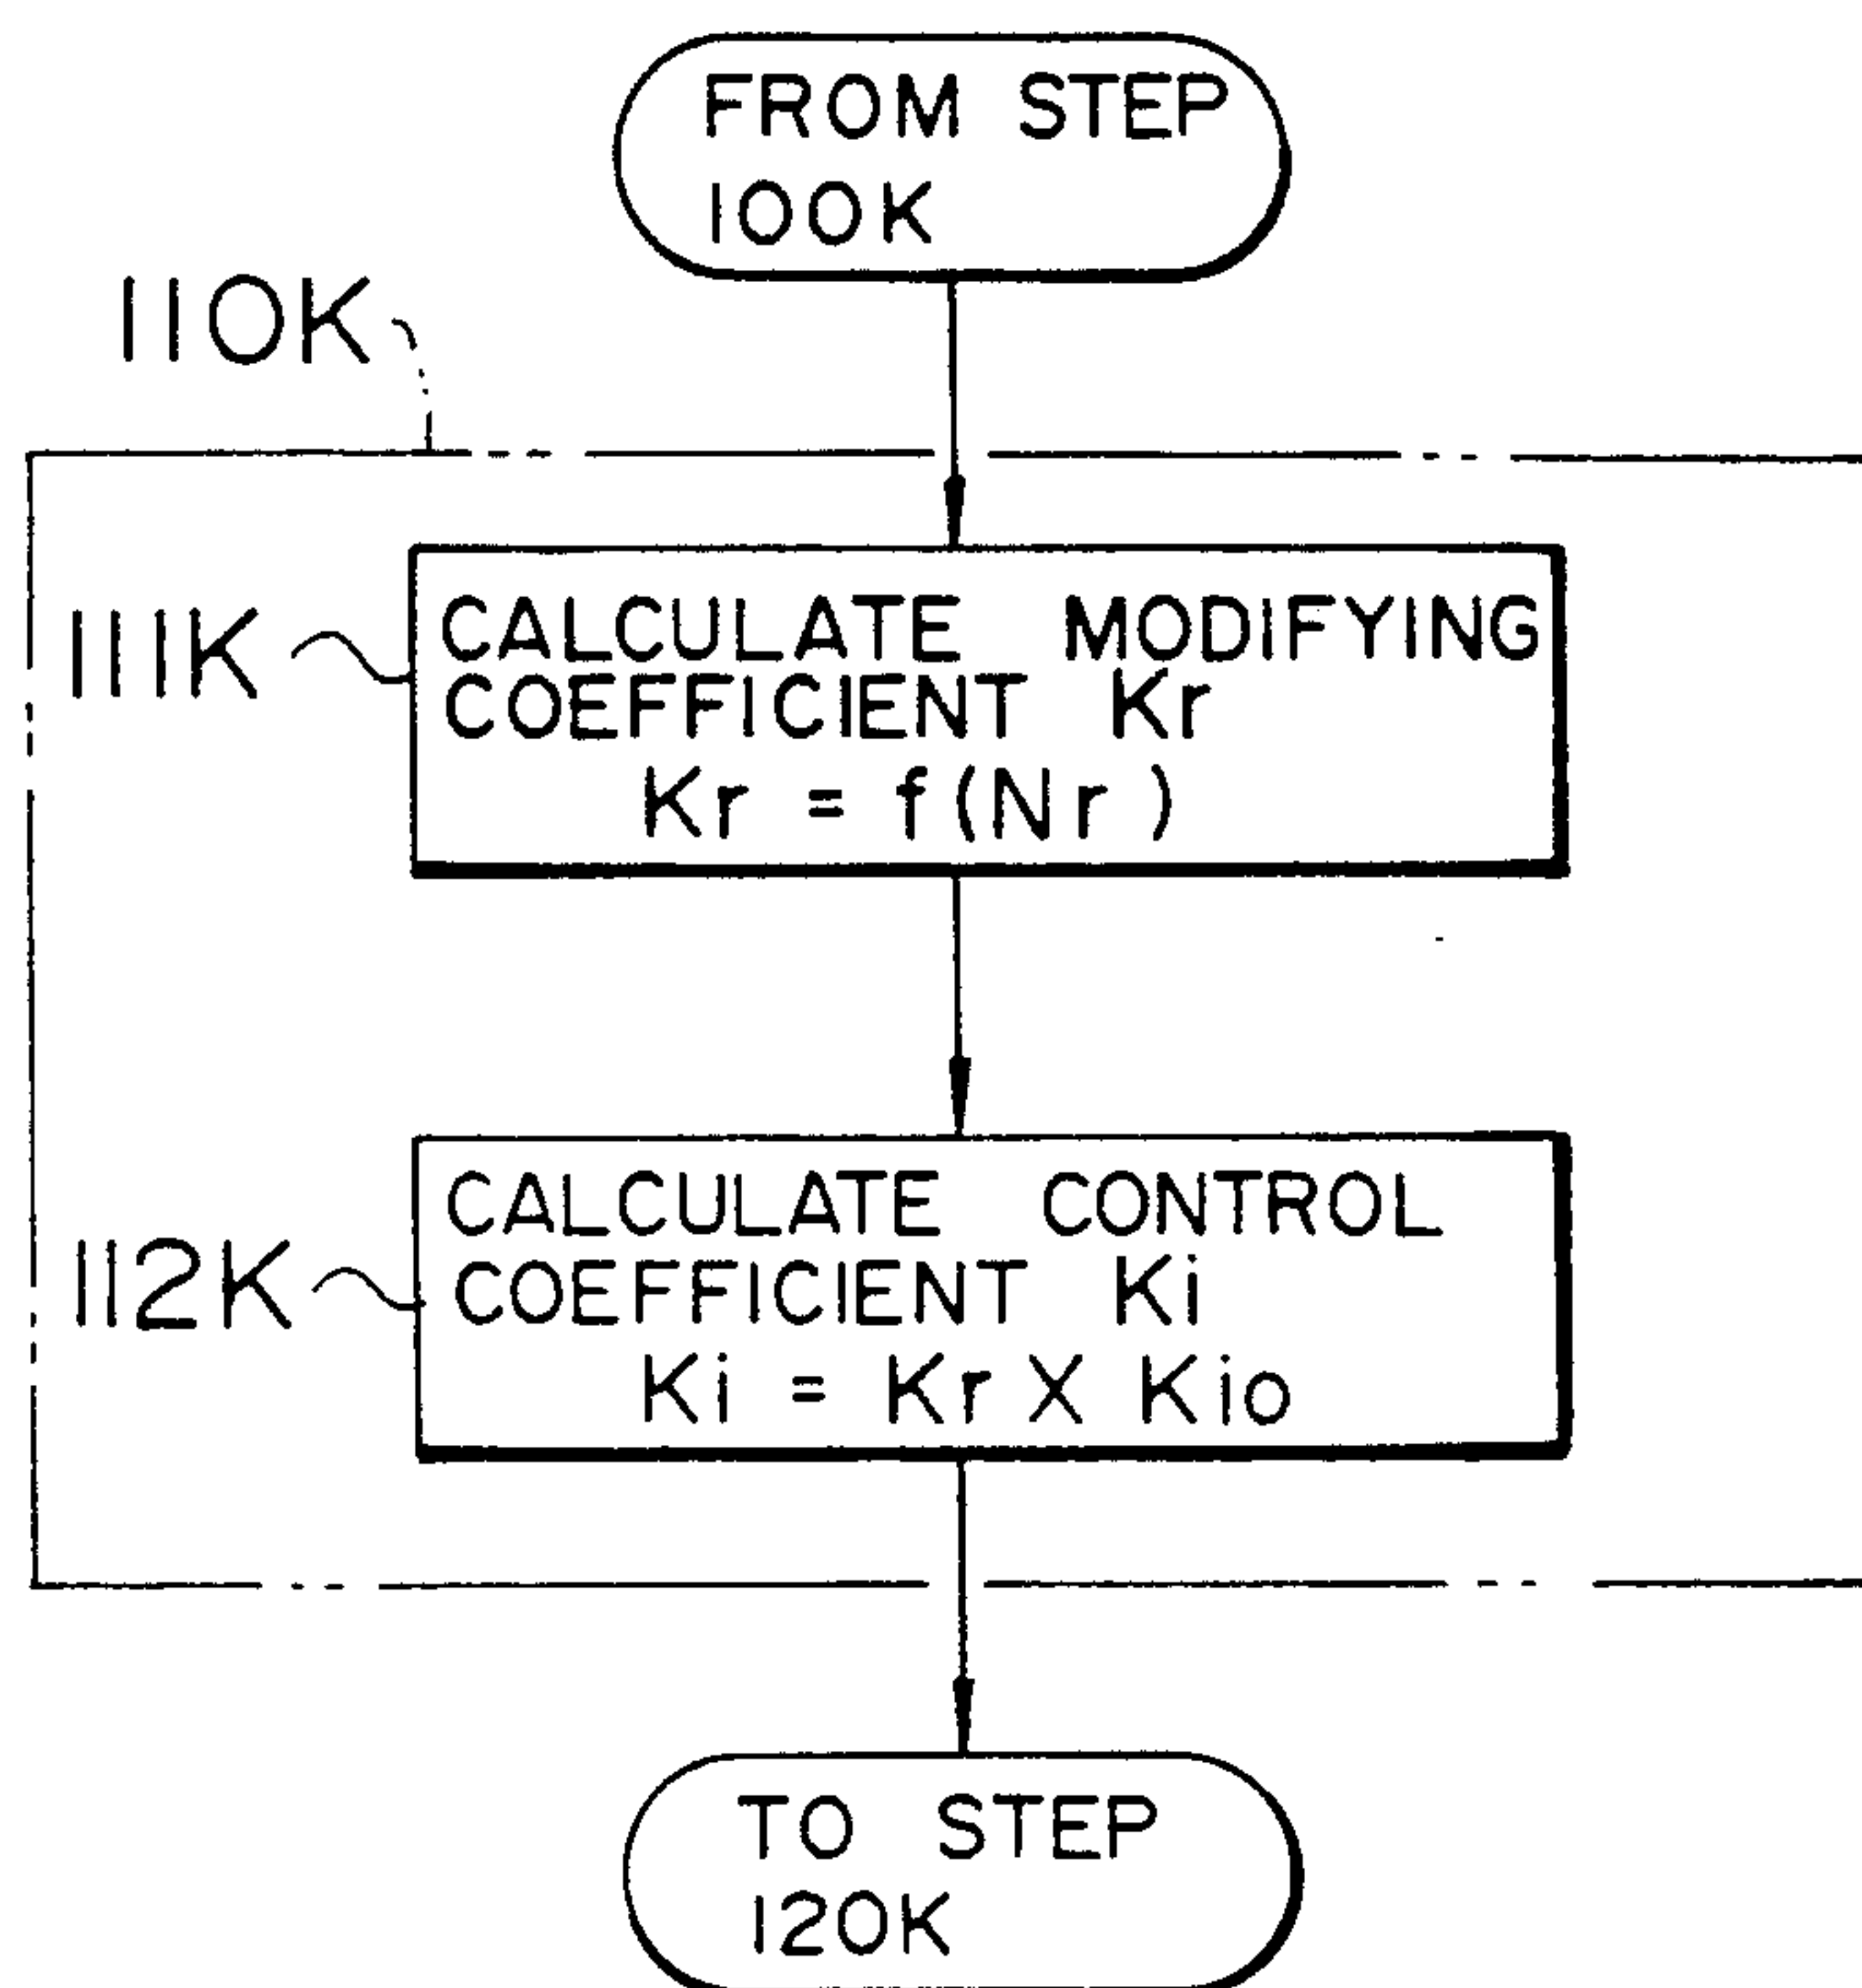 FROM STEP
100K
110K
111K
CALCULATE MODIFYING
COEFFICIENT Kr
Kr = f(Nr)
112K
CALCULATE CONTROL
COEFFICIENT Ki
Ki = Kr X Kio
TO STEP
120K